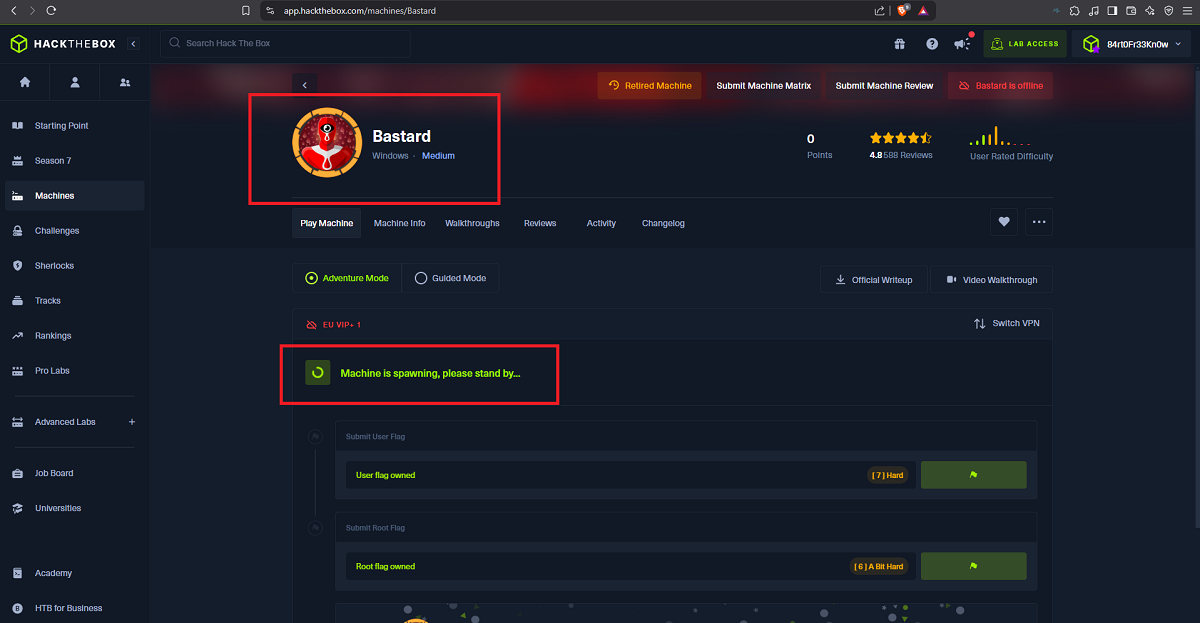 app.hackthebox.com/machines/Bastard
HACKTHEBOX
Search Hack The Box
LAB ACCESS
84rt0Fr33Kn0w
Retired Machine
Submit Machine Matrix
Submit Machine Review
Bastard is offline
Bastard
Windows · Medium
0
Points
4.8 588 Reviews
User Rated Difficulty
Starting Point
Season 7
Machines
Challenges
Sherlocks
Tracks
Rankings
Pro Labs
Advanced Labs
Job Board
Universities
Academy
HTB for Business
Play Machine
Machine Info
Walkthroughs
Reviews
Activity
Changelog
Adventure Mode
Guided Mode
Official Writeup
Video Walkthrough
EU VIP+ 1
Switch VPN
Machine is spawning, please stand by...
Submit User Flag
User flag owned
[ 7 ] Hard
Submit Root Flag
Root flag owned
[ 6 ] A Bit Hard